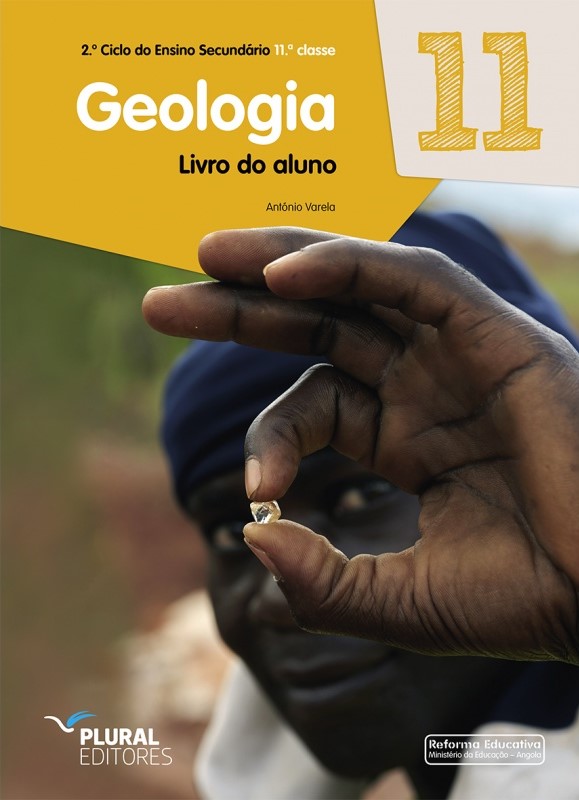 2.º Ciclo do Ensino Secundário 11.ª classe
11
Geologia
Livro do aluno
António Varela
PLURAL
EDITORES
Reforma Educativa
Ministério da Educação – Angola